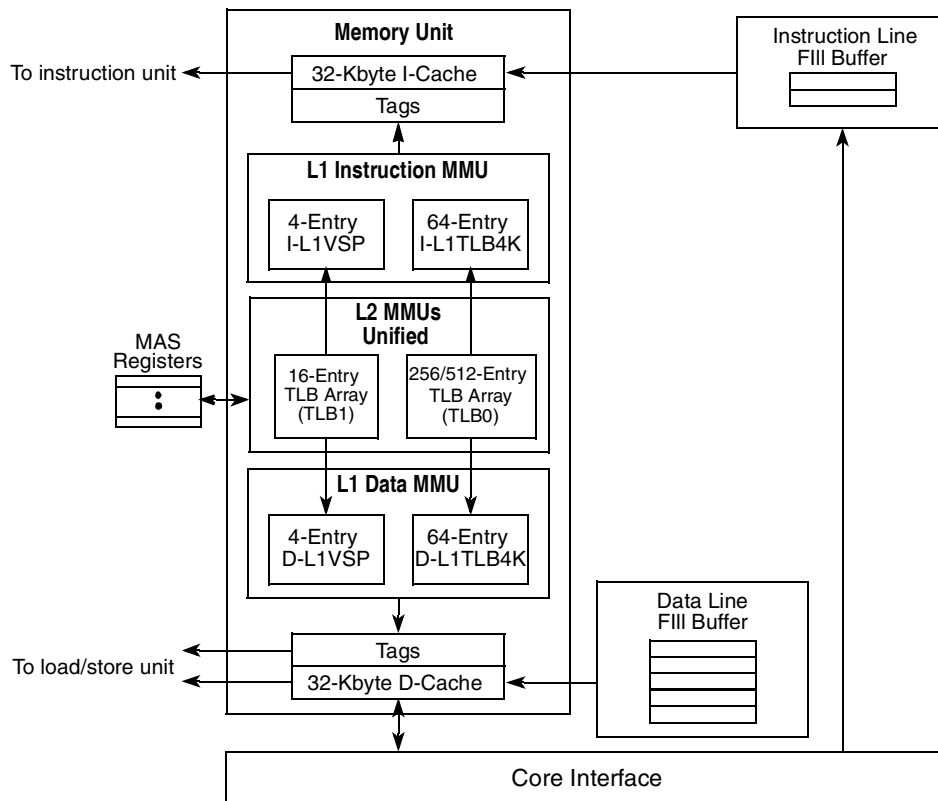 Memory Unit
Instruction Line
FIll Buffer
To instruction unit
32-Kbyte I-Cache
Tags
L1 Instruction MMU
4-Entry
I-L1VSP
64-Entry
I-L1TLB4K
L2 MMUs
Unified
MAS
Registers
16-Entry
TLB Array
(TLB1)
256/512-Entry
TLB Array
(TLB0)
L1 Data MMU
4-Entry
D-L1VSP
64-Entry
D-L1TLB4K
Data Line
FIll Buffer
To load/store unit
Tags
32-Kbyte D-Cache
Core Interface